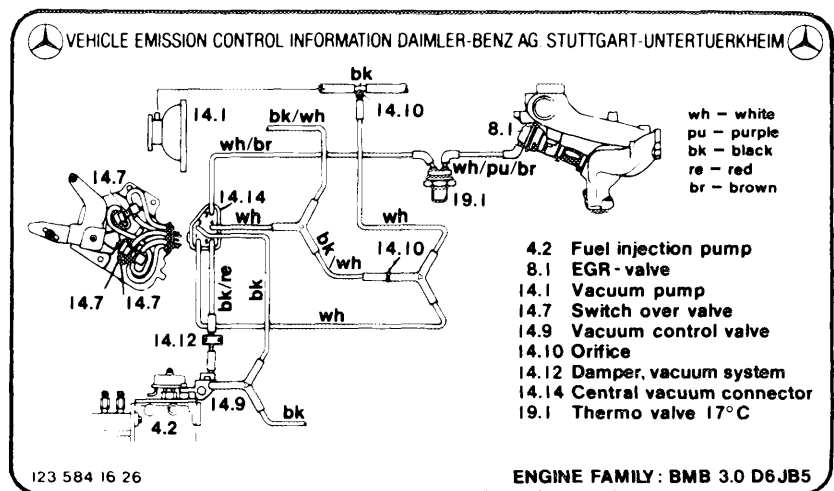 VEHICLE EMISSION CONTROL INFORMATION DAIMLER-BENZ AG. STUTTGART-UNTERTUERKHEIM
bk
14.1
bk/wh
14.10
8.1
wh - white
pu - purple
bk - black
re - red
br - brown
wh/br
wh/pu/br
19.1
14.7
14.14
wh
wh
bk
wh
14.10
14.7
14.7
bk/re
bk
wh
14.12
14.9
4.2
bk
4.2 Fuel injection pump
8.1 EGR-valve
14.1 Vacuum pump
14.7 Switch over valve
14.9 Vacuum control valve
14.10 Orifice
14.12 Damper, vacuum system
14.14 Central vacuum connector
19.1 Thermo valve 17°C
123 584 16 26
ENGINE FAMILY: BMB 3.0 D6JB5